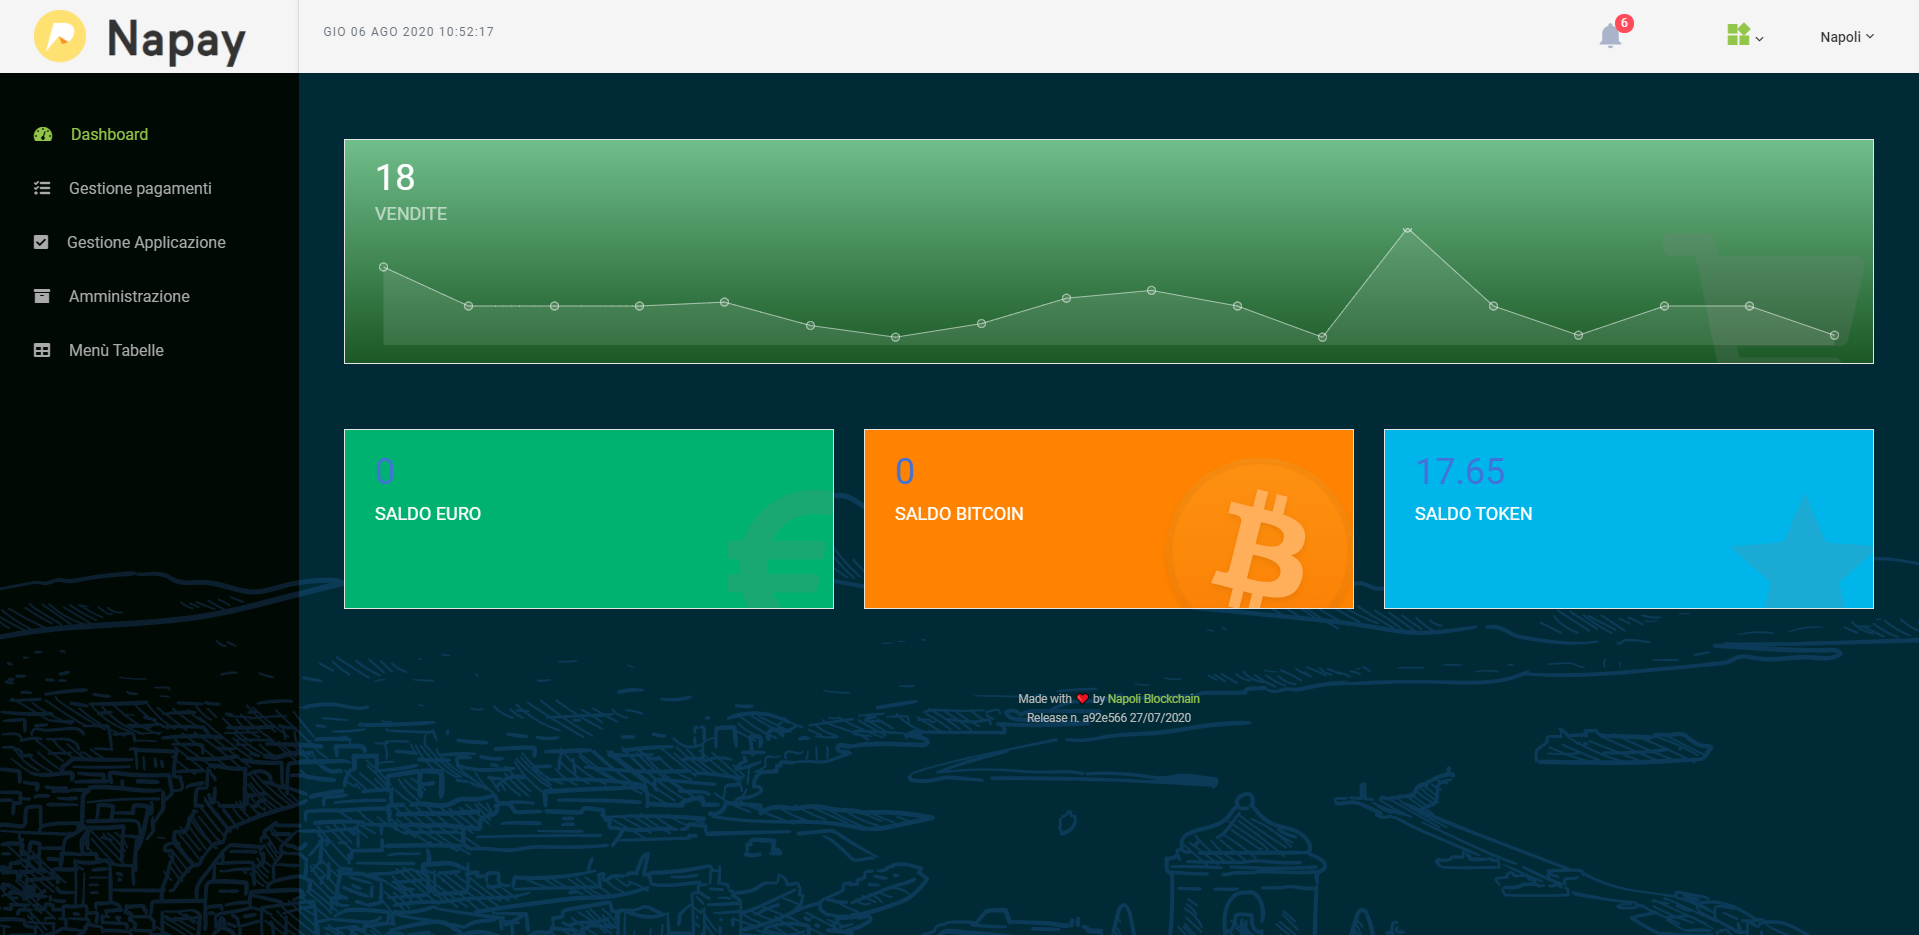 Napay
GIO 06 AGO 2020 10:52:17
6
Napoli
Dashboard
Gestione pagamenti
Gestione Applicazione
Amministrazione
Menù Tabelle
18
VENDITE
0
SALDO EURO
0
SALDO BITCOIN
17.65
SALDO TOKEN
Made with ❤ by Napoli Blockchain
Release n. a92e566 27/07/2020